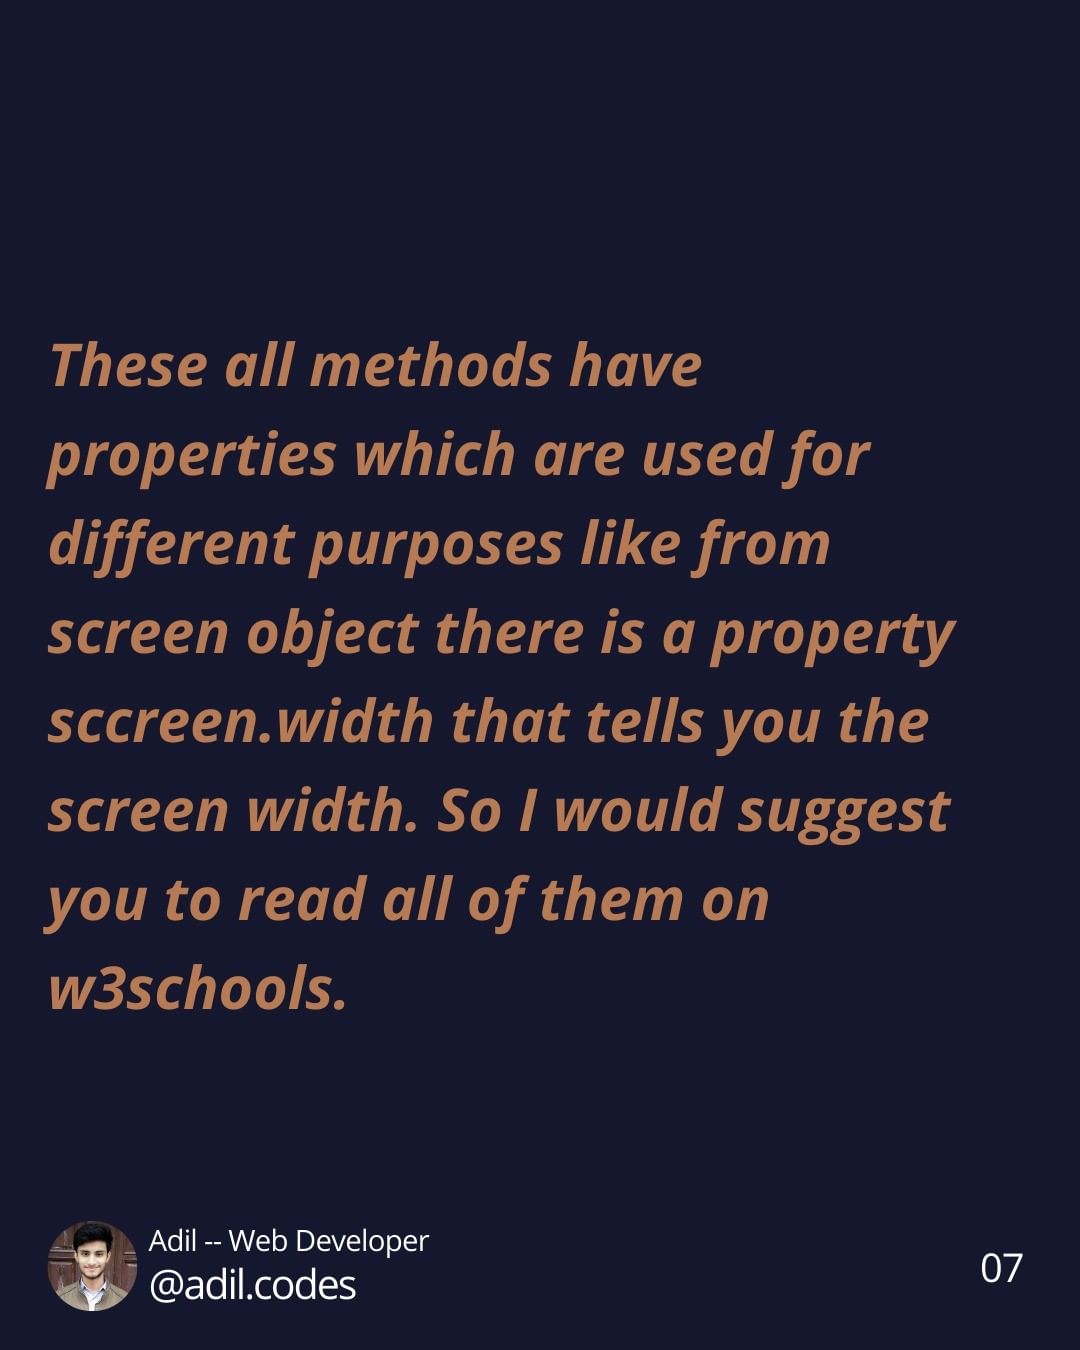 These all methods have
properties which are used for
different purposes like from
screen object there is a property
sccreen.width that tells you the
screen width. So I would suggest
you to read all of them on
w3schools.
Adil -- Web Developer
@adil.codes
07